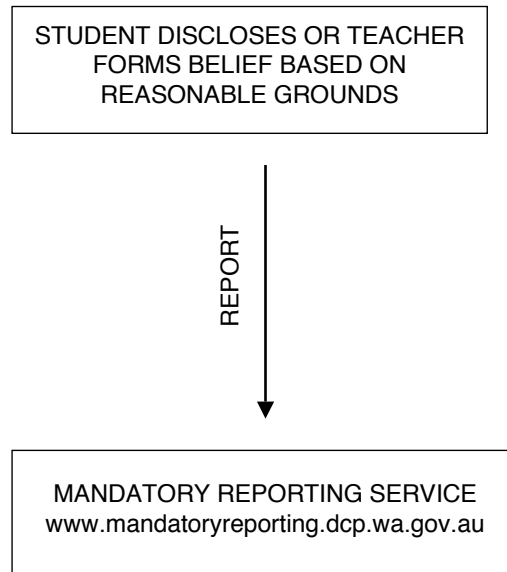 STUDENT DISCLOSES OR TEACHER
FORMS BELIEF BASED ON
REASONABLE GROUNDS
REPORT
MANDATORY REPORTING SERVICE
www.mandatoryreporting.dcp.wa.gov.au